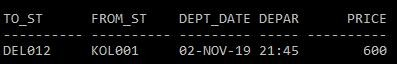 TO_ST FROM_ST DEPT_DATE DEPAR PRICE
---------- ---------- --------- ----- ----------
DEL012 KOL001 02-NOV-19 21:45 600